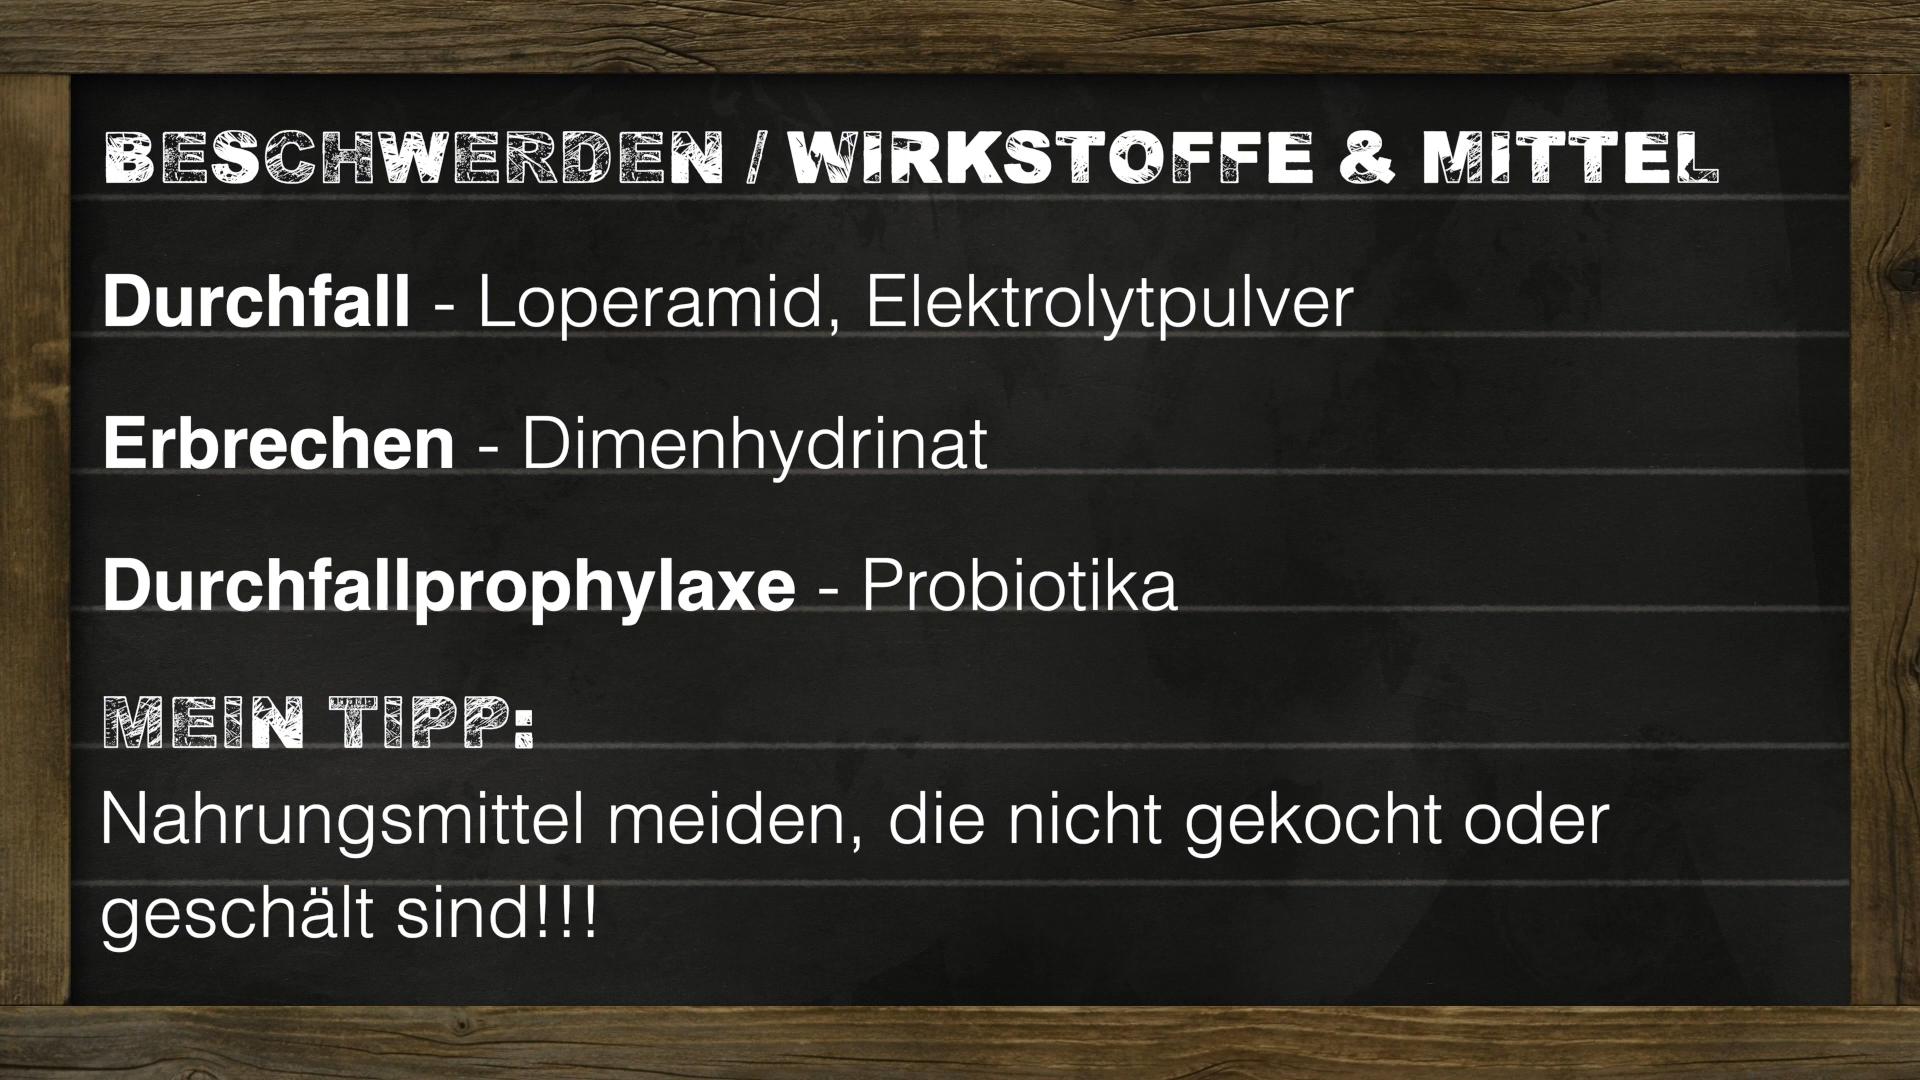 BESCHWERDEN / WIRKSTOFFE & MITTEL
Durchfall - Loperamid, Elektrolytpulver
Erbrechen - Dimenhydrinat
Durchfallprophylaxe - Probiotika
MEIN TIPP:
Nahrungsmittel meiden, die nicht gekocht oder
geschält sind!!!